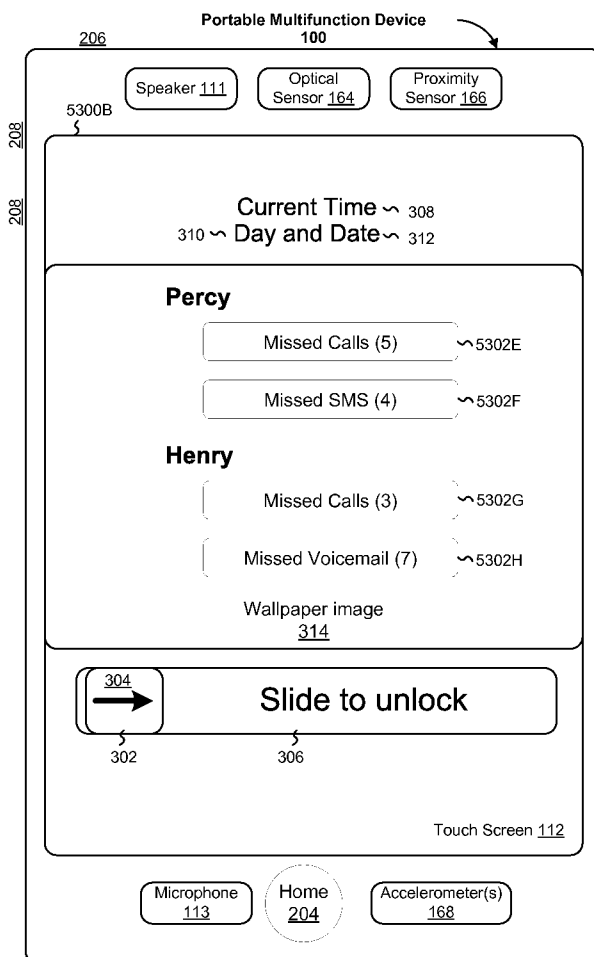 Portable Multifunction Device
100
206
Speaker 111
Optical
Sensor 164
Proximity
Sensor 166
5300B
208
208
Current Time 308
310 Day and Date 312
Percy
Missed Calls (5) 5302E
Missed SMS (4) 5302F
Henry
Missed Calls (3) 5302G
Missed Voicemail (7) 5302H
Wallpaper image
314
304
Slide to unlock
302 306
Touch Screen 112
Microphone
113
Home
204
Accelerometer(s)
168